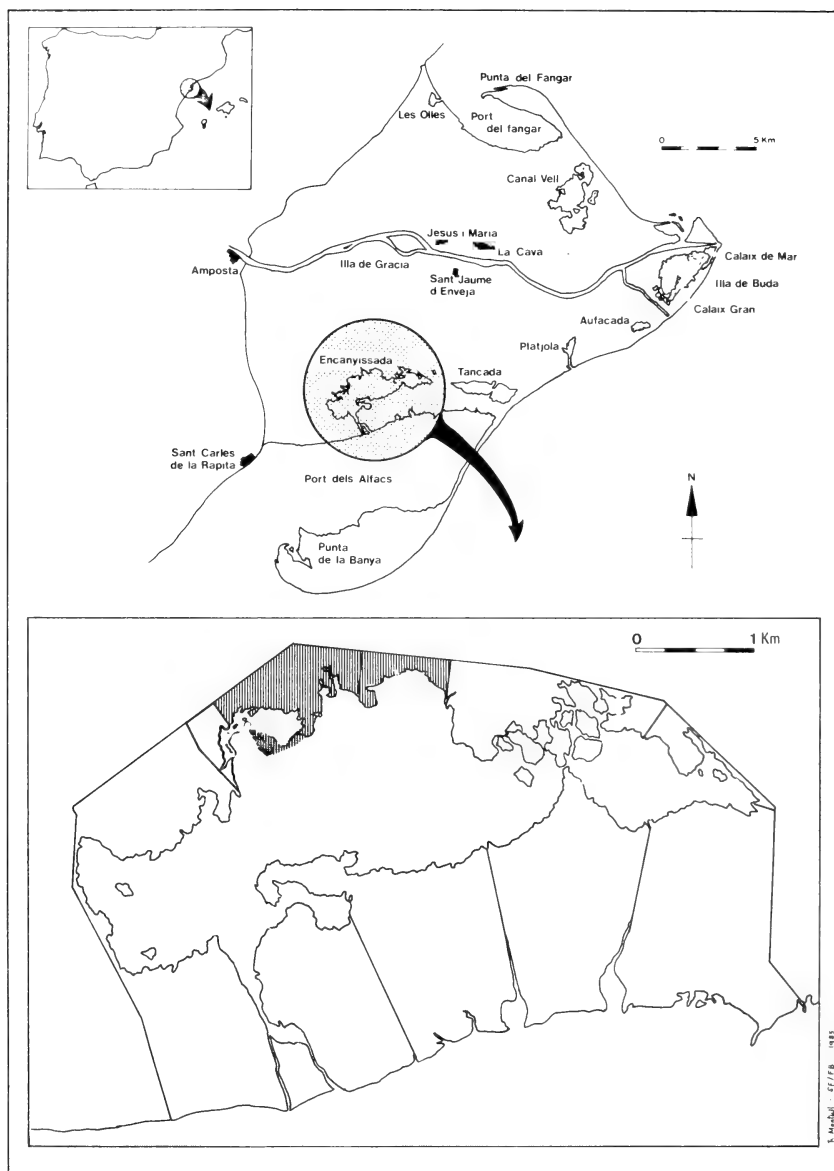 Punta del Fangar
Les Olles
Port
del fangar
0 5 Km
Canal Vell
Jesus i Maria
La Cava
Amposta
Illa de Gracia
Sant Jaume
d Enveja
Calaix de Mar
Illa de Buda
Calaix Gran
Aufacada
Platjola
Encanyissada
Tancada
Sant Carles
de la Rapita
Port dels Alfacs
N
Punta
de la Banya
0 1 Km
1985